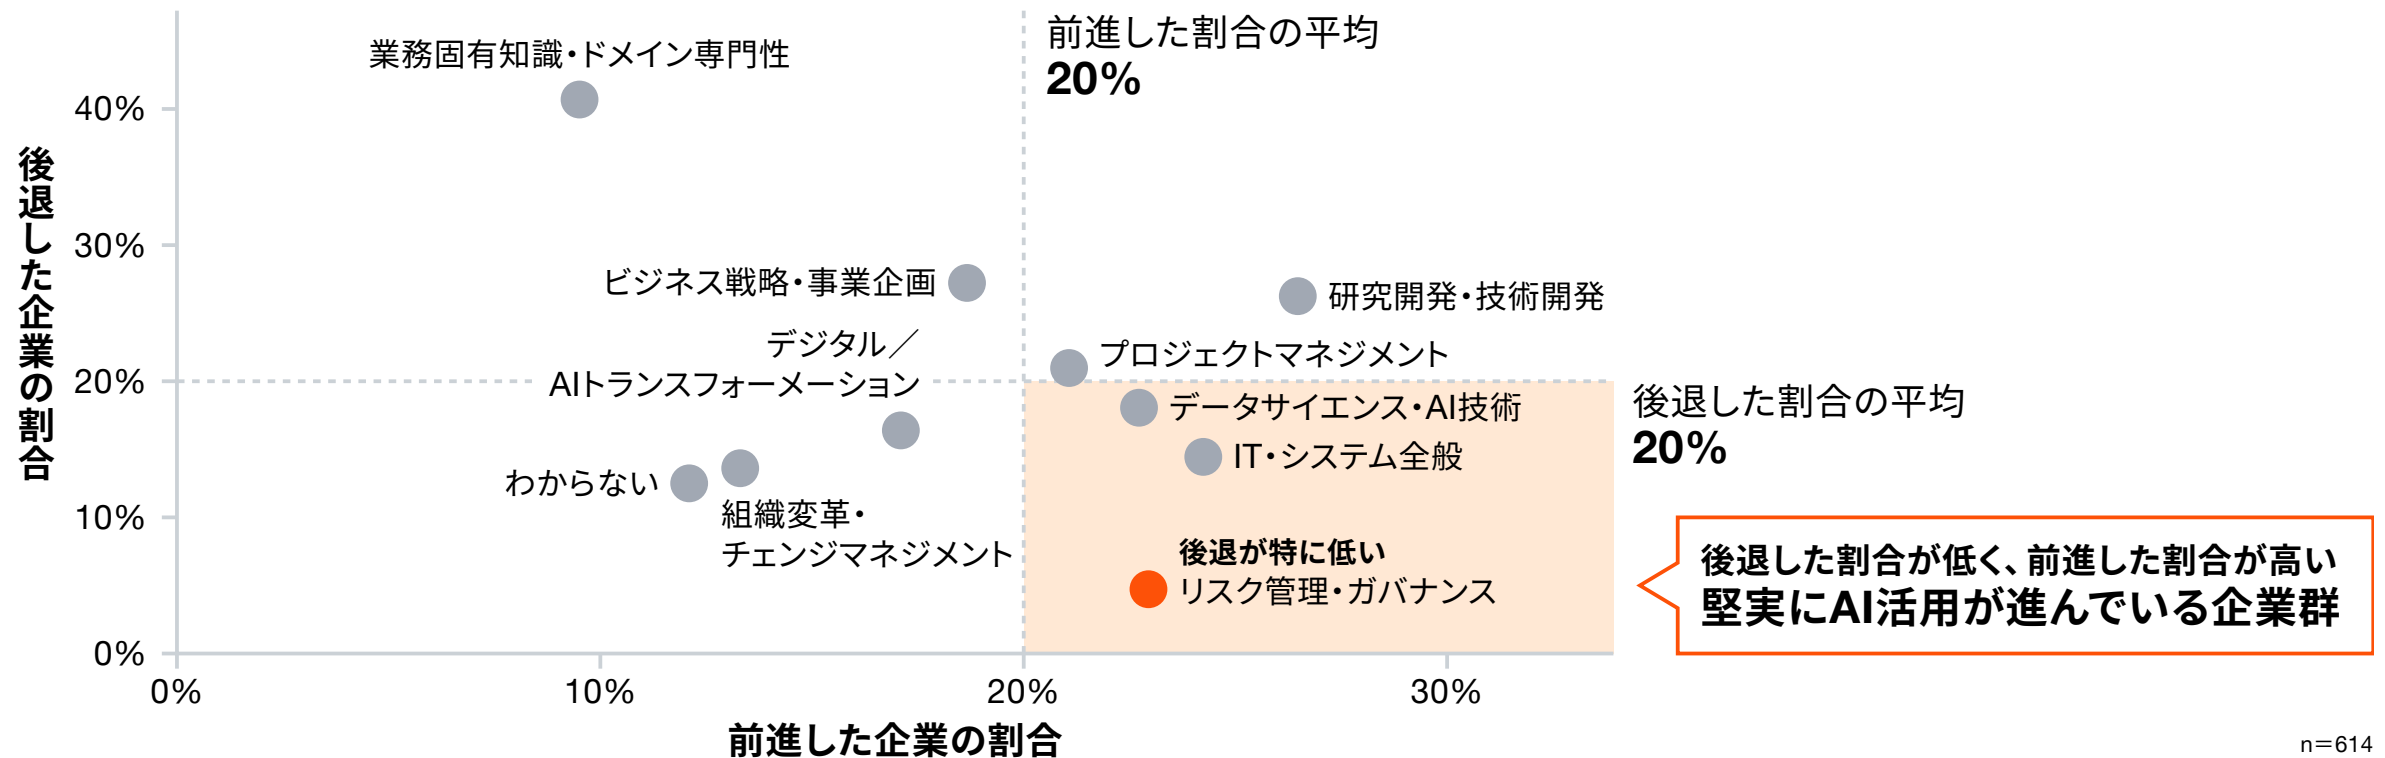 前進した割合の平均
20%
業務固有知識・ドメイン専門性
40%
後退した企業の割合
30%
ビジネス戦略・事業企画
研究開発・技術開発
デジタル／
AIトランスフォーメーション
プロジェクトマネジメント
20%
データサイエンス・AI技術
後退した割合の平均
20%
IT・システム全般
わからない
組織変革・
チェンジマネジメント
10%
後退が特に低い
リスク管理・ガバナンス
後退した割合が低く、前進した割合が高い
堅実にAI活用が進んでいる企業群
0%
0%
10%
20%
30%
前進した企業の割合
n＝614